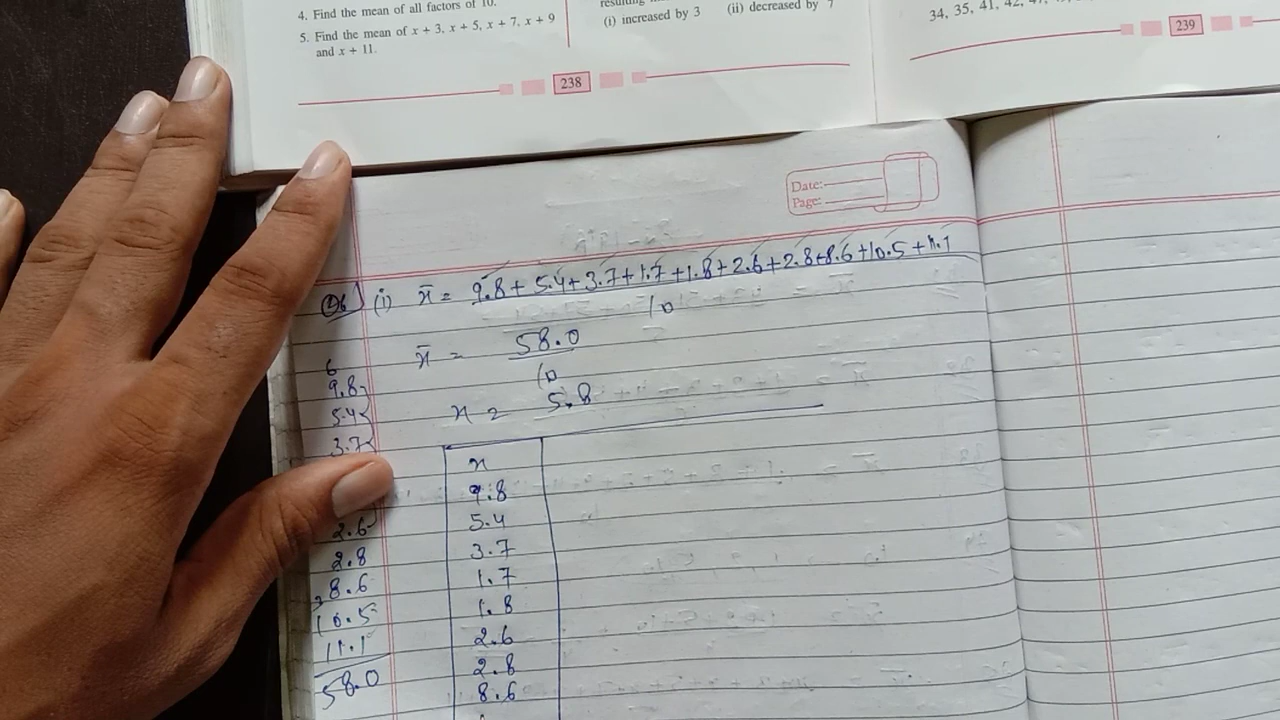 4. Find the mean of all factors of 10.
5. Find the mean of x + 3, x + 5, x + 7, x + 9
and x + 11.
(i) increased by 3 (ii) decreased by 7
34, 35, 41, 42,
238
239
Date:
Page:
Q6) (i) x̄ = 9.8 + 5.4 + 3.7 + 1.7 + 1.8 + 2.6 + 2.8 + 8.6 + 10.5 + 11.1
10
x̄ = 58.0
10
x = 5.8
6
9.8
5.4
3.7
2.6
2.8
8.6
10.5
11.1
58.0
x
9.8
5.4
3.7
1.7
1.8
2.6
2.8
8.6